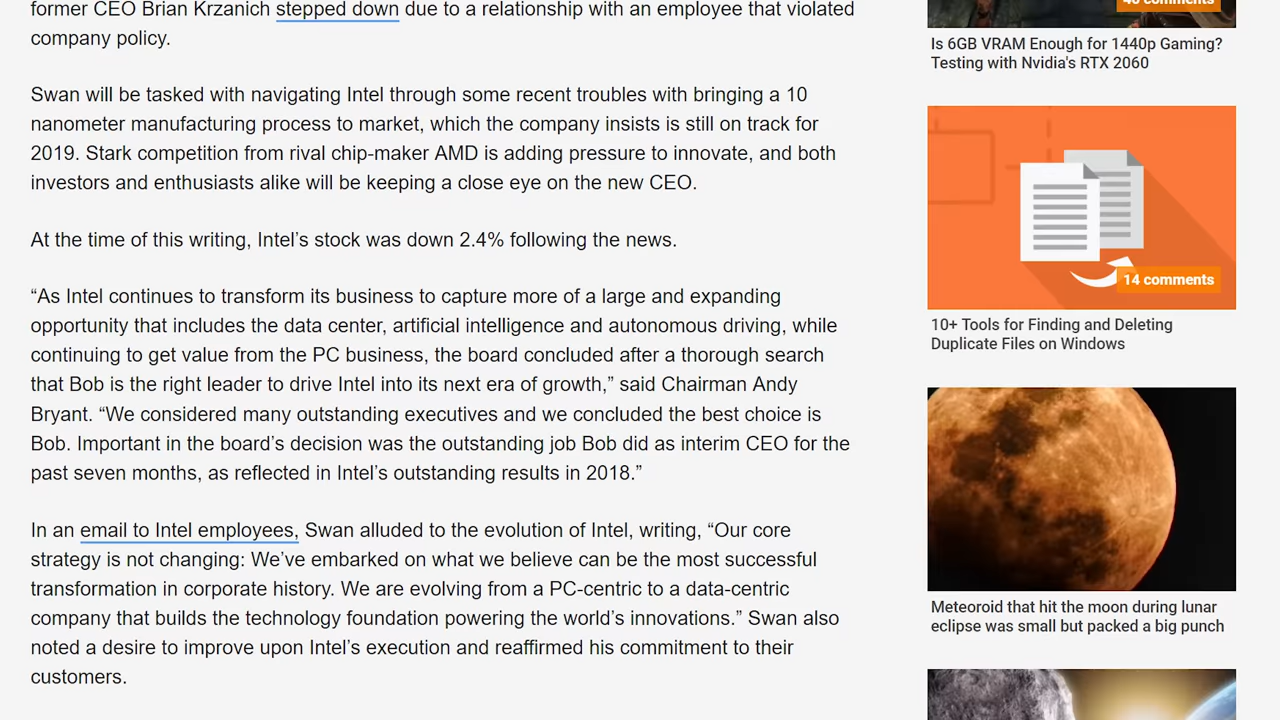 former CEO Brian Krzanich stepped down due to a relationship with an employee that violated
company policy.
Swan will be tasked with navigating Intel through some recent troubles with bringing a 10
nanometer manufacturing process to market, which the company insists is still on track for
2019. Stark competition from rival chip-maker AMD is adding pressure to innovate, and both
investors and enthusiasts alike will be keeping a close eye on the new CEO.
At the time of this writing, Intel’s stock was down 2.4% following the news.
“As Intel continues to transform its business to capture more of a large and expanding
opportunity that includes the data center, artificial intelligence and autonomous driving, while
continuing to get value from the PC business, the board concluded after a thorough search
that Bob is the right leader to drive Intel into its next era of growth,” said Chairman Andy
Bryant. “We considered many outstanding executives and we concluded the best choice is
Bob. Important in the board’s decision was the outstanding job Bob did as interim CEO for the
past seven months, as reflected in Intel’s outstanding results in 2018.”
In an email to Intel employees, Swan alluded to the evolution of Intel, writing, “Our core
strategy is not changing: We’ve embarked on what we believe can be the most successful
transformation in corporate history. We are evolving from a PC-centric to a data-centric
company that builds the technology foundation powering the world’s innovations.” Swan also
noted a desire to improve upon Intel’s execution and reaffirmed his commitment to their
customers.
comments
Is 6GB VRAM Enough for 1440p Gaming?
Testing with Nvidia's RTX 2060
14 comments
10+ Tools for Finding and Deleting
Duplicate Files on Windows
Meteoroid that hit the moon during lunar
eclipse was small but packed a big punch